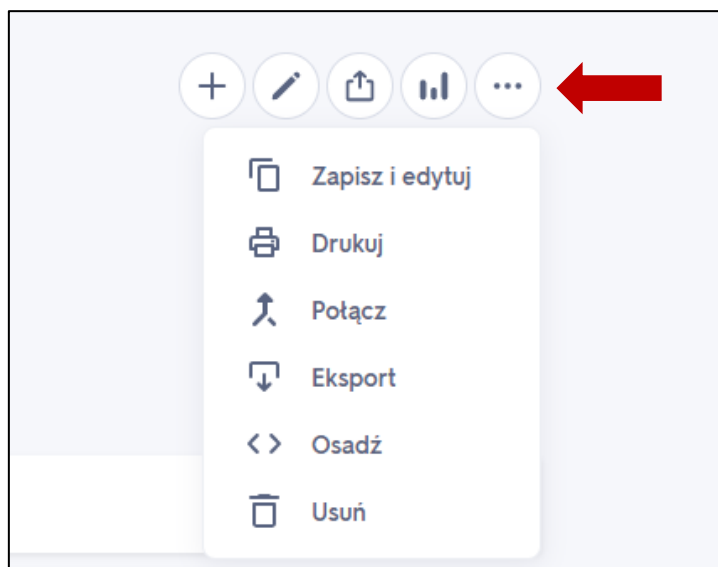 Zapisz i edytuj
Drukuj
Połącz
Eksport
Osadź
Usuń